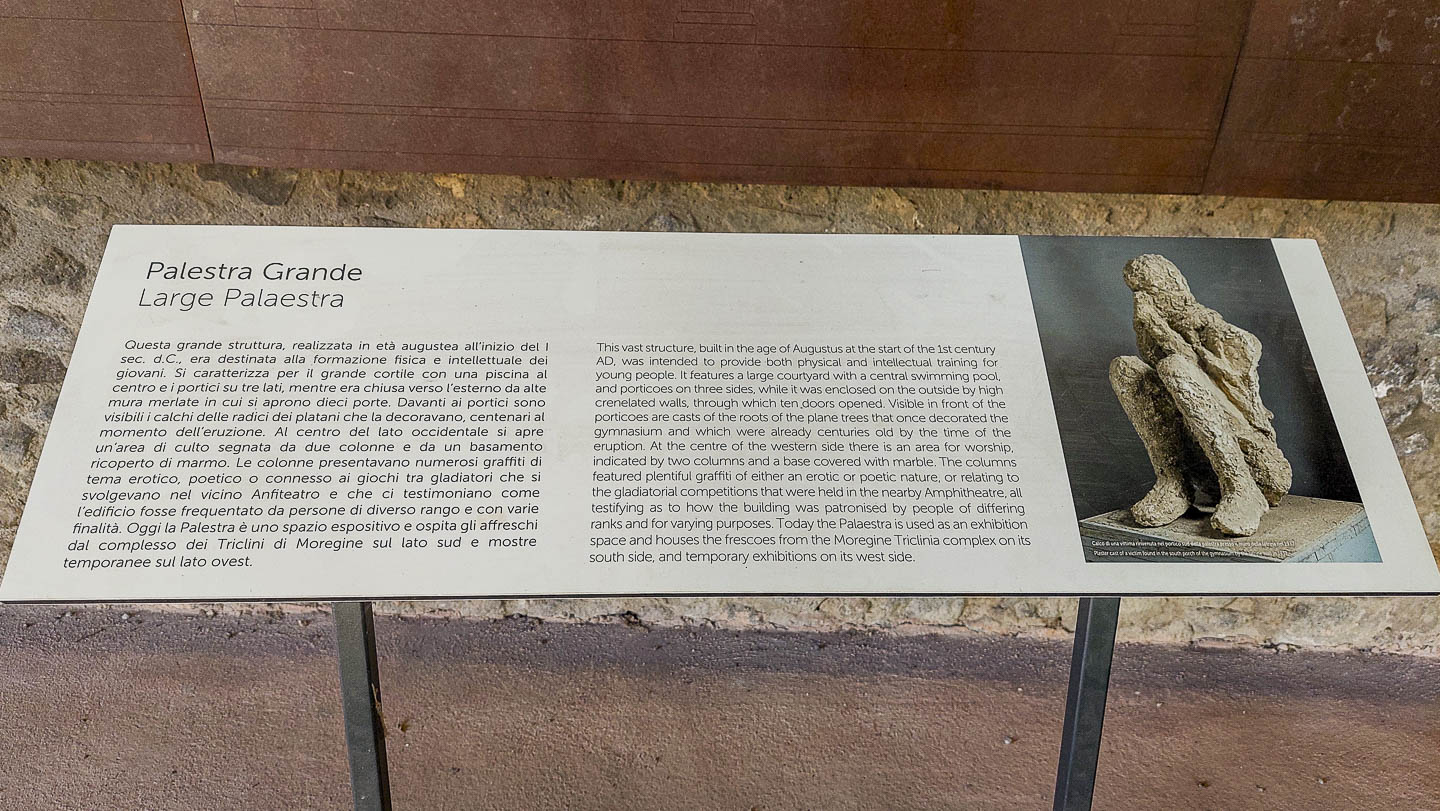 Palestra Grande
Large Palaestra
Questa grande struttura, realizzata in età augustea all'inizio del I
sec. d.C., era destinata alla formazione fisica e intellettuale dei
giovani. Si caratterizza per il grande cortile con una piscina al
centro e i portici su tre lati, mentre era chiusa verso l'esterno da alte
mura merlate in cui si aprono dieci porte. Davanti ai portici sono
visibili i calchi delle radici dei platani che la decoravano, centenari al
momento dell'eruzione. Al centro del lato occidentale si apre
un'area di culto segnata da due colonne e da un basamento
ricoperto di marmo. Le colonne presentavano numerosi graffiti di
tema erotico, poetico o connesso ai giochi tra gladiatori che si
svolgevano nel vicino Anfiteatro e che ci testimoniano come
l'edificio fosse frequentato da persone di diverso rango e con varie
finalità. Oggi la Palestra è uno spazio espositivo e ospita gli affreschi
dal complesso dei Triclini di Moregine sul lato sud e mostre
temporanee sul lato ovest.
This vast structure, built in the age of Augustus at the start of the 1st century
AD, was intended to provide both physical and intellectual training for
young people. It features a large courtyard with a central swimming pool,
and porticoes on three sides, while it was enclosed on the outside by high
crenelated walls, through which ten doors opened. Visible in front of the
porticoes are casts of the roots of the plane trees that once decorated the
gymnasium and which were already centuries old by the time of the
eruption. At the centre of the western side there is an area for worship,
indicated by two columns and a base covered with marble. The columns
featured plentiful graffiti of either an erotic or poetic nature, or relating to
the gladiatorial competitions that were held in the nearby Amphitheatre, all
testifying as to how the building was patronised by people of differing
ranks and for varying purposes. Today the Palaestra is used as an exhibition
space and houses the frescoes from the Moregine Triclinia complex on its
south side, and temporary exhibitions on its west side.
Calco di una vittima rinvenuta nel portico sud della palestra
Plaster cast of a victim found in the south porch of the gymnasium by